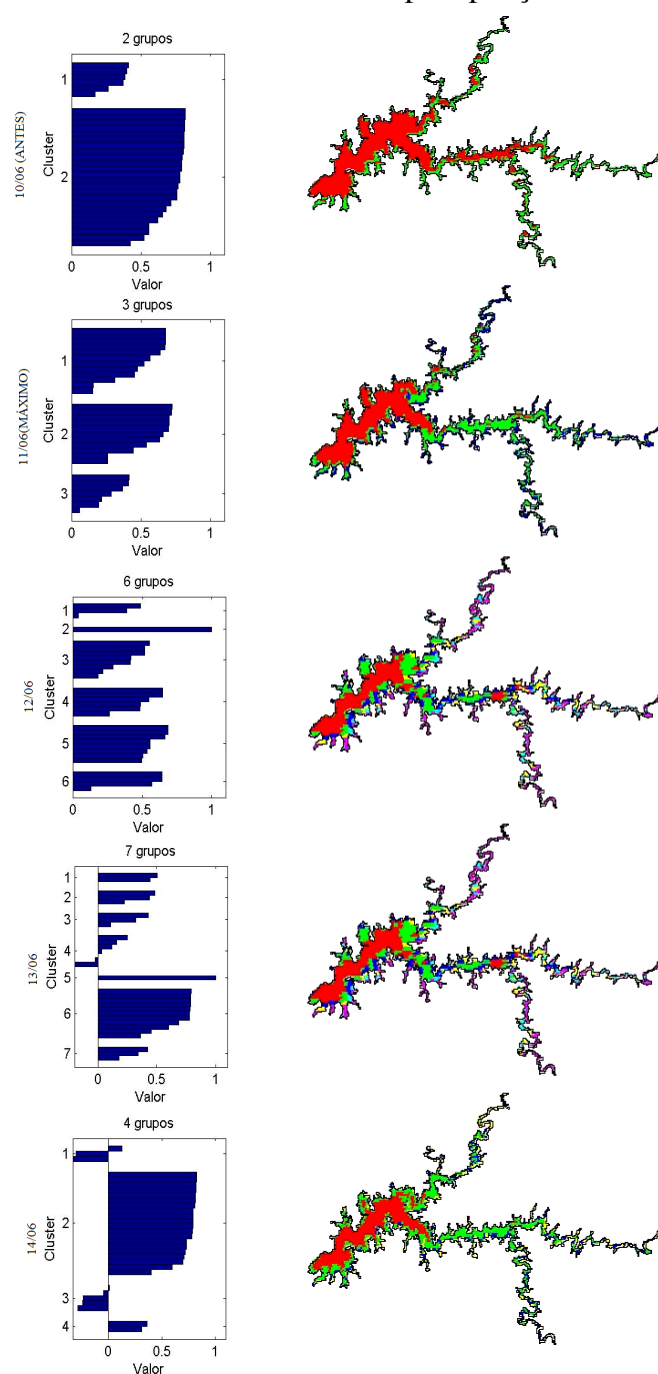 2 grupos
10/06 (ANTES)
Cluster
1
2
0 0.5 1
Valor
3 grupos
11/06(MÁXIMO)
Cluster
1
2
3
0 0.5 1
Valor
6 grupos
12/06
Cluster
1
2
3
4
5
6
0 0.5 1
Valor
7 grupos
13/06
Cluster
1
2
3
4
5
6
7
0 0.5 1
Valor
4 grupos
14/06
Cluster
1
2
3
4
0 0.5 1
Valor